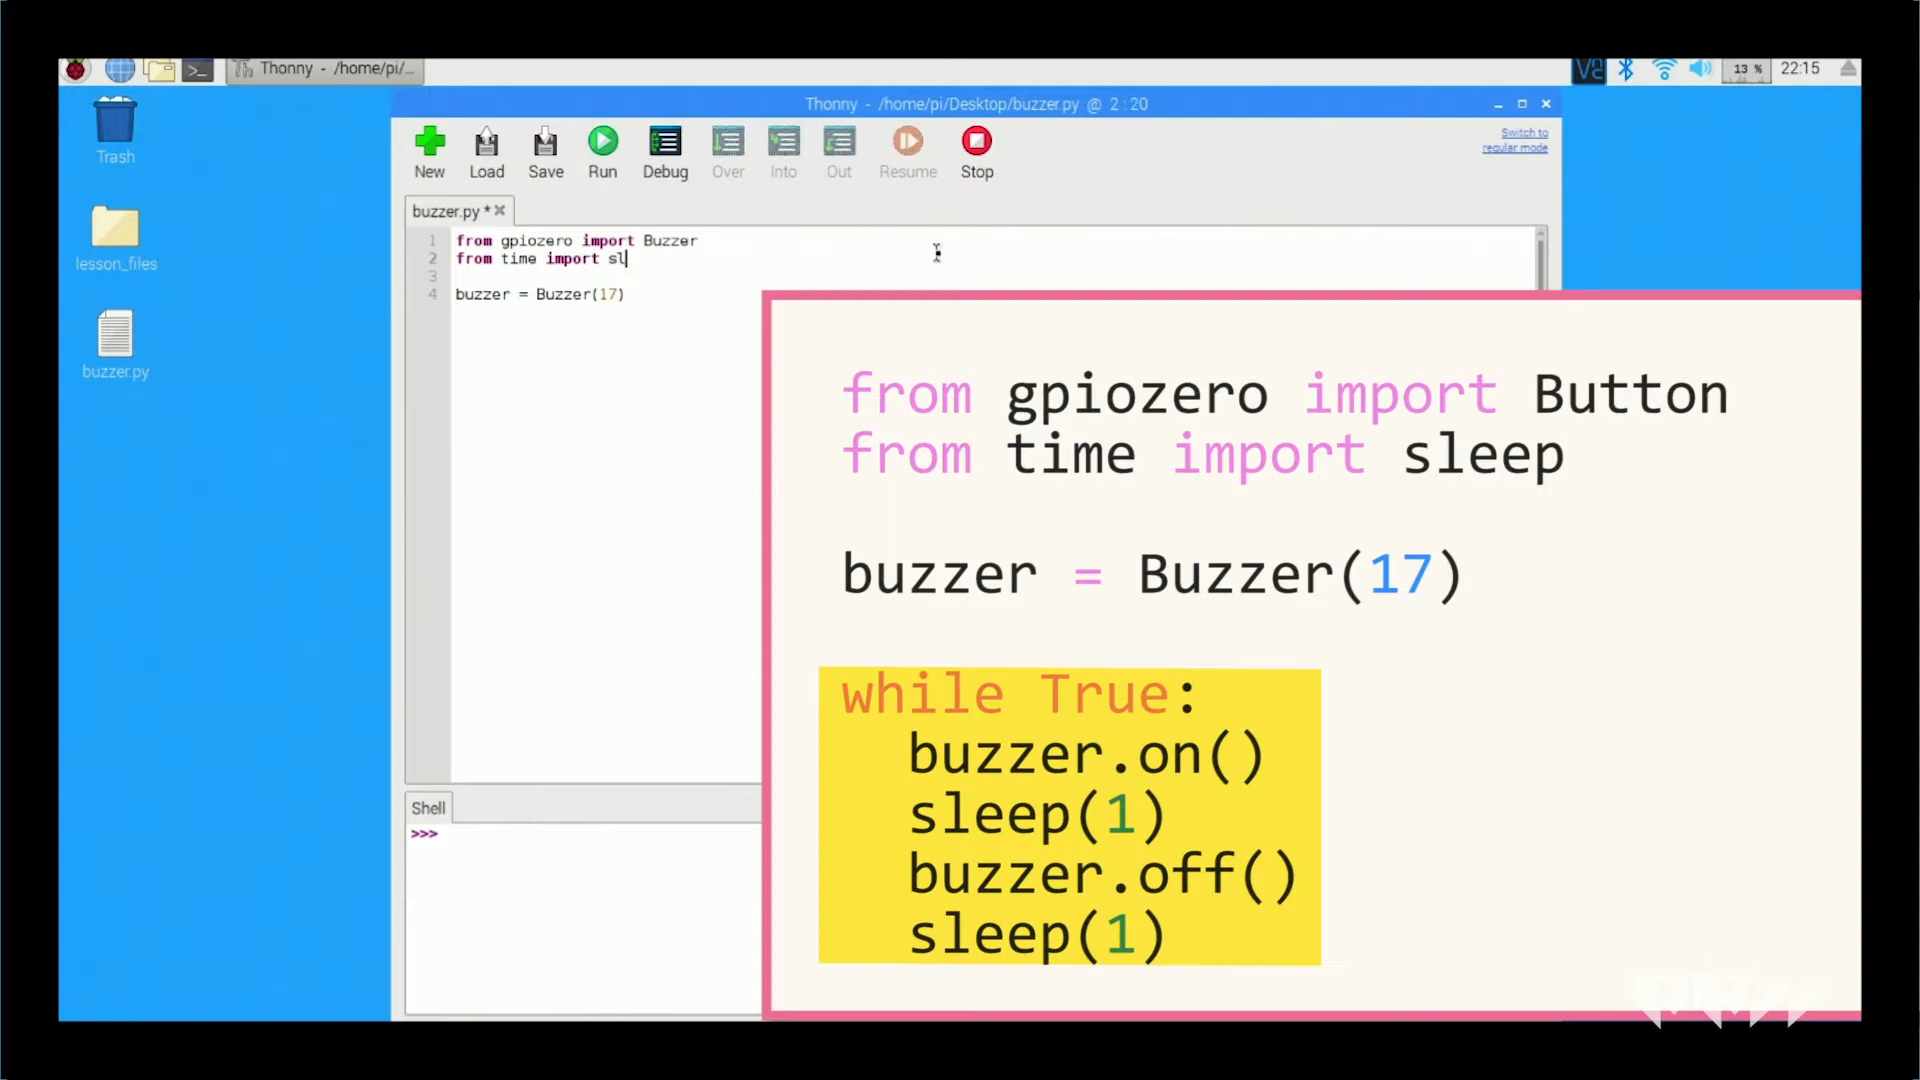 Thonny - /home/pi/...
13 %
22:15
Thonny - /home/pi/Desktop/buzzer.py @ 2:20
Trash
lesson_files
buzzer.py
New Load Save Run Debug Over Into Out Resume Stop
Switch to
regular mode
buzzer.py *
1 from gpiozero import Buzzer
2 from time import sl
3
4 buzzer = Buzzer(17)
Shell
>>>
from gpiozero import Button
from time import sleep
buzzer = Buzzer(17)
while True:
buzzer.on()
sleep(1)
buzzer.off()
sleep(1)